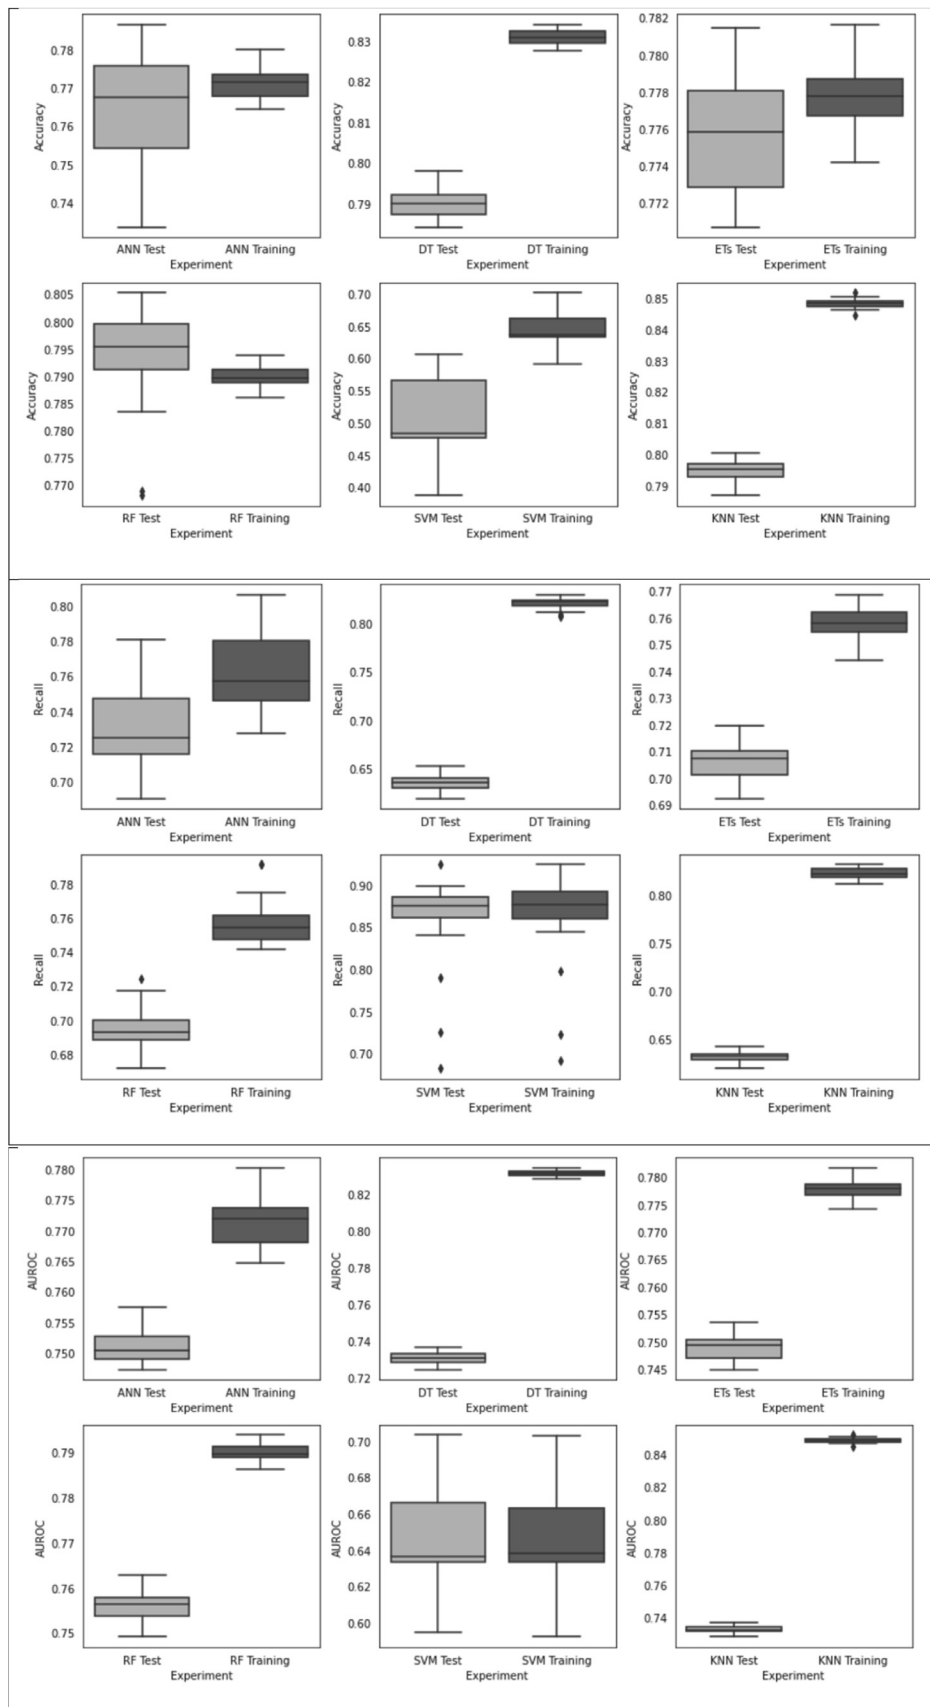 0.78
0.77
0.76
0.75
0.74
Accuracy
ANN Test ANN Training
Experiment
0.83
0.82
0.81
0.80
0.79
Accuracy
DT Test DT Training
Experiment
0.782
0.780
0.778
0.776
0.774
0.772
Accuracy
ETs Test ETs Training
Experiment
0.805
0.800
0.795
0.790
0.785
0.780
0.775
0.770
Accuracy
RF Test RF Training
Experiment
0.70
0.65
0.60
0.55
0.50
0.45
0.40
Accuracy
SVM Test SVM Training
Experiment
0.85
0.84
0.83
0.82
0.81
0.80
0.79
Accuracy
KNN Test KNN Training
Experiment
0.80
0.78
0.76
0.74
0.72
0.70
Recall
ANN Test ANN Training
Experiment
0.80
0.75
0.70
0.65
Recall
DT Test DT Training
Experiment
0.77
0.76
0.75
0.74
0.73
0.72
0.71
0.70
0.69
Recall
ETs Test ETs Training
Experiment
0.78
0.76
0.74
0.72
0.70
0.68
Recall
RF Test RF Training
Experiment
0.90
0.85
0.80
0.75
0.70
Recall
SVM Test SVM Training
Experiment
0.80
0.75
0.70
0.65
Recall
KNN Test KNN Training
Experiment
0.780
0.775
0.770
0.765
0.760
0.755
0.750
AUROC
ANN Test ANN Training
Experiment
0.82
0.80
0.78
0.76
0.74
0.72
AUROC
DT Test DT Training
Experiment
0.780
0.775
0.770
0.765
0.760
0.755
0.750
0.745
AUROC
ETs Test ETs Training
Experiment
0.79
0.78
0.77
0.76
0.75
AUROC
RF Test RF Training
Experiment
0.70
0.68
0.66
0.64
0.62
0.60
AUROC
SVM Test SVM Training
Experiment
0.84
0.82
0.80
0.78
0.76
0.74
AUROC
KNN Test KNN Training
Experiment